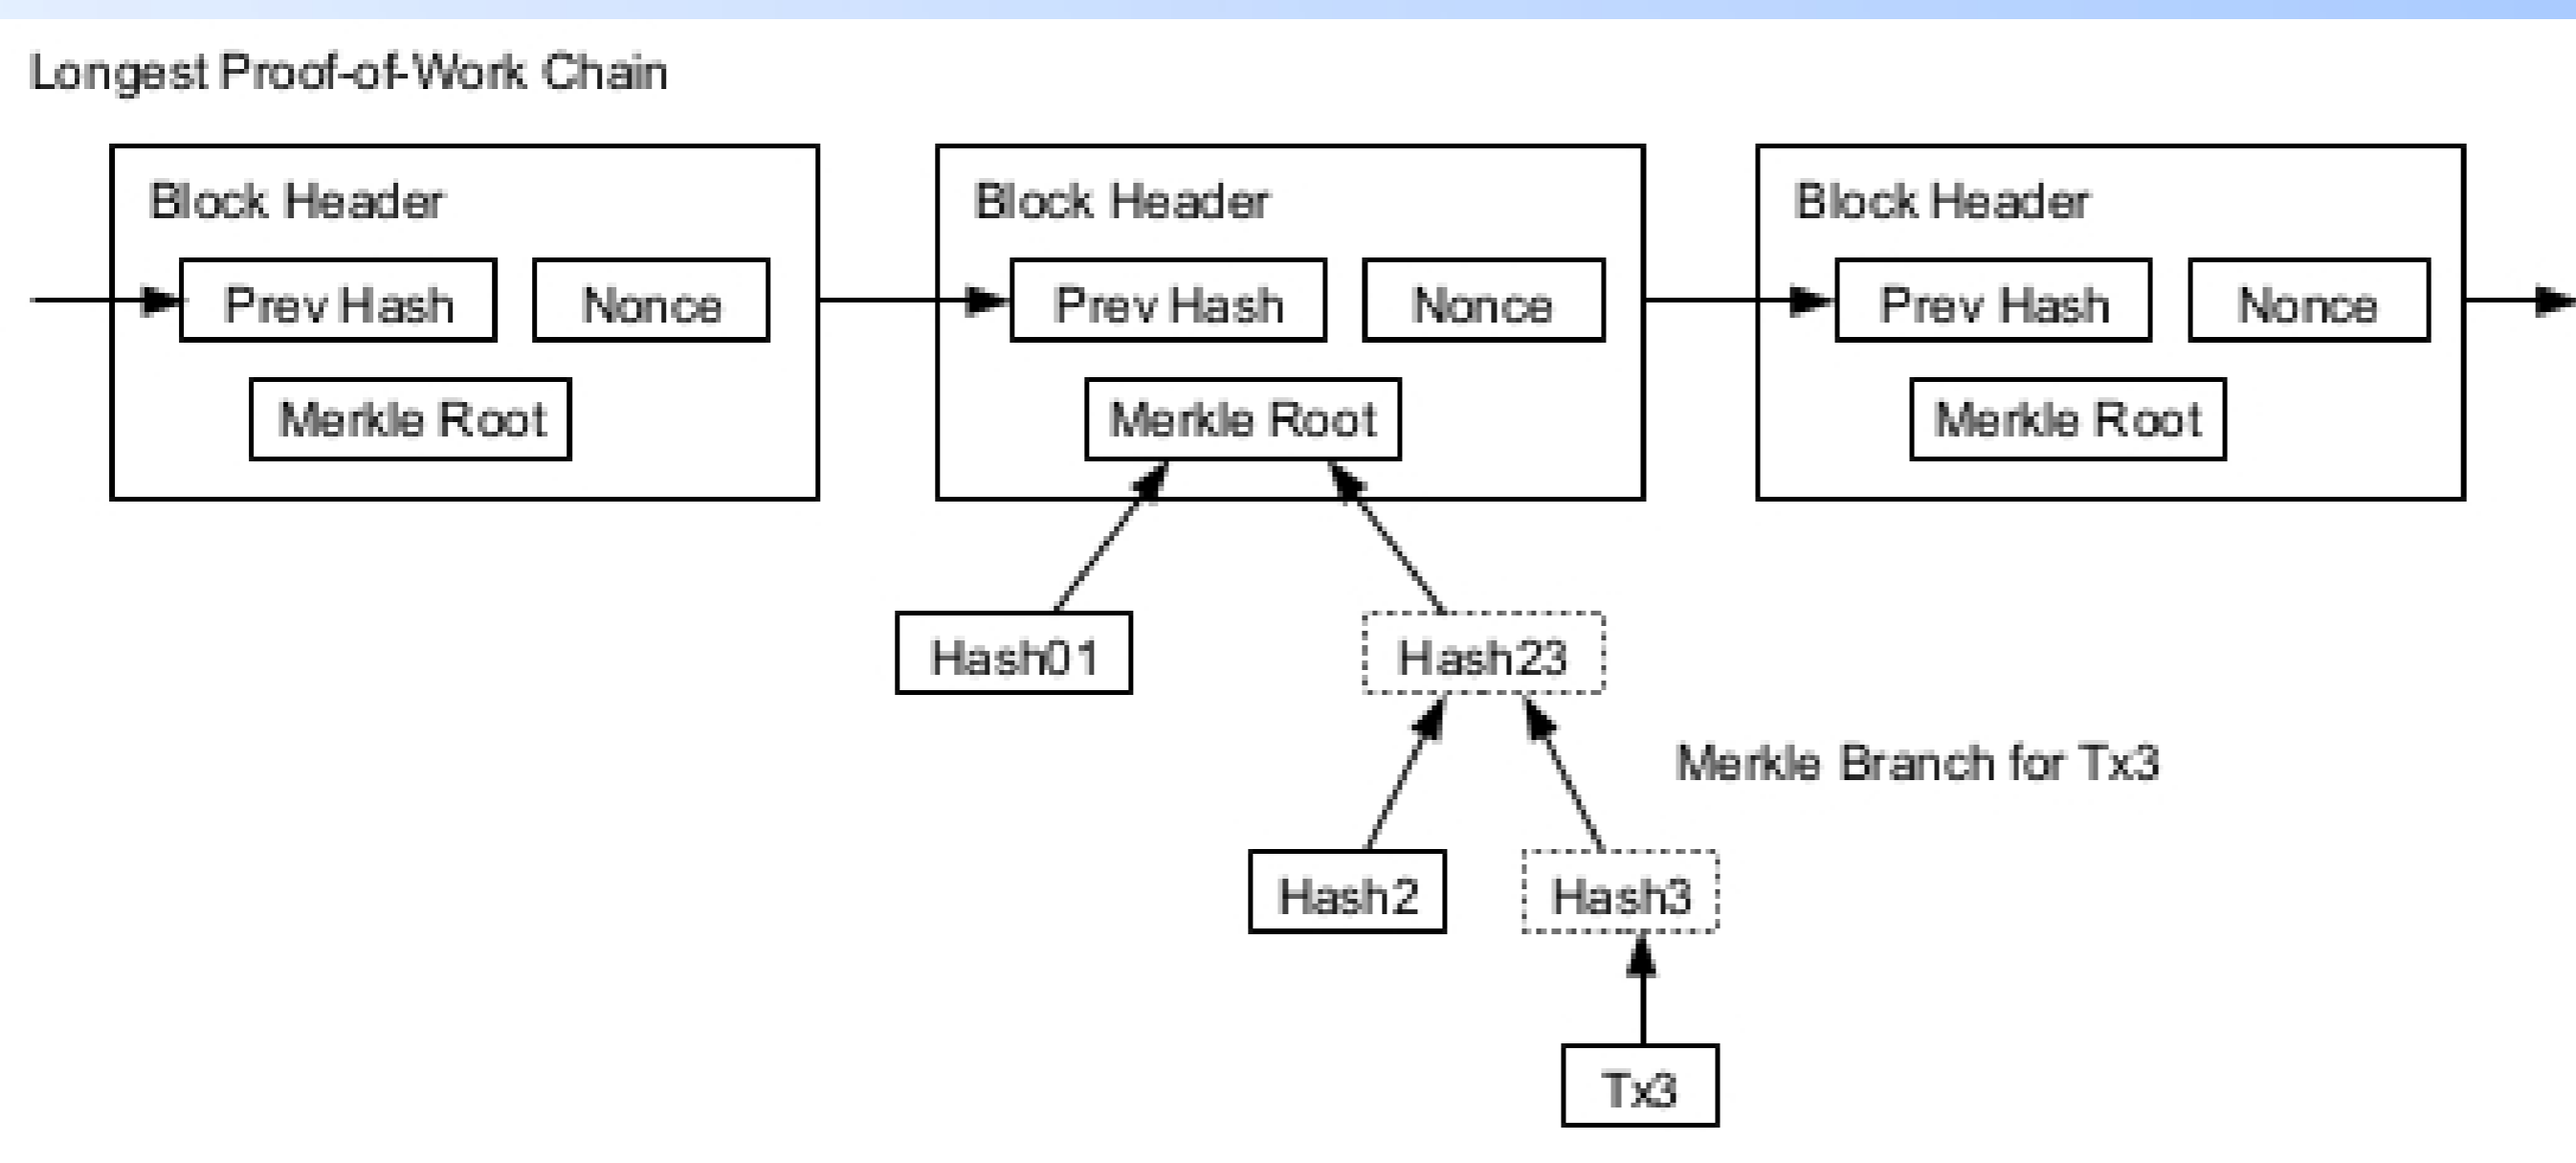 Longest Proof-of-Work Chain
Block Header
Block Header
Block Header
Prev Hash
Nonce
Prev Hash
Nonce
Prev Hash
Nonce
Merkle Root
Merkle Root
Merkle Root
Hash01
Hash23
Merkle Branch for Tx3
Hash2
Hash3
Tx3